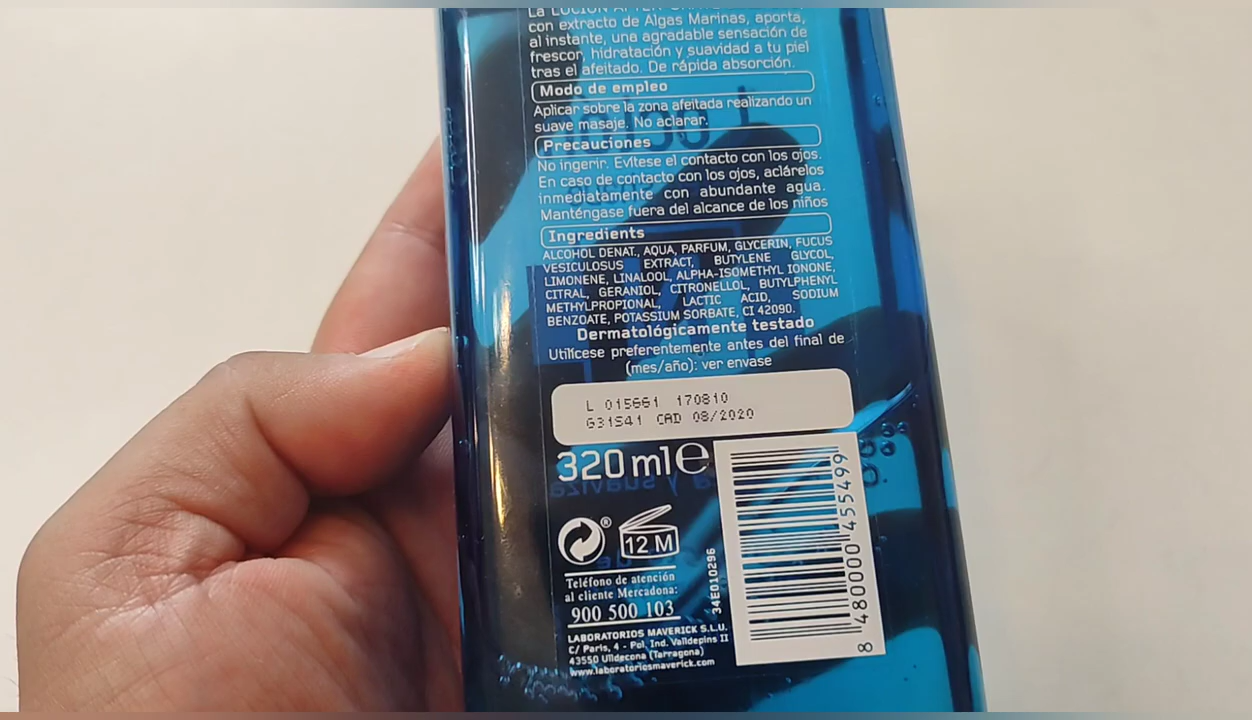 La LOCIÓN AFTER
con extracto de Algas Marinas, aporta,
al instante, una agradable sensación de
frescor, hidratación y suavidad a tu piel
tras el afeitado. De rápida absorción.
Modo de empleo
Aplicar sobre la zona afeitada realizando un
suave masaje. No aclarar.
Precauciones
No ingerir. Evítese el contacto con los ojos.
En caso de contacto con los ojos, aclárelos
inmediatamente con abundante agua.
Manténgase fuera del alcance de los niños
Ingredients
ALCOHOL DENAT., AQUA, PARFUM, GLYCERIN, FUCUS
VESICULOSUS EXTRACT, BUTYLENE GLYCOL,
LIMONENE, LINALOOL, ALPHA-ISOMETHYL IONONE,
CITRAL, GERANIOL, CITRONELLOL, BUTYLPHENYL
METHYLPROPIONAL, LACTIC ACID, SODIUM
BENZOATE, POTASSIUM SORBATE, CI 42090.
Dermatológicamente testado
Utilícese preferentemente antes del final de
(mes/año): ver envase
L 015661 170810
G31541 CAD 08/2020
320 ml e
12 M
Teléfono de atención
al cliente Mercadona:
900 500 103
LABORATORIOS MAVERICK S.L.U.
C/ París, 4 - Pol. Ind. Valldepins II
43550 Ulldecona (Tarragona)
www.laboratoriosmaverick.com
34E010296
8 480000 455499